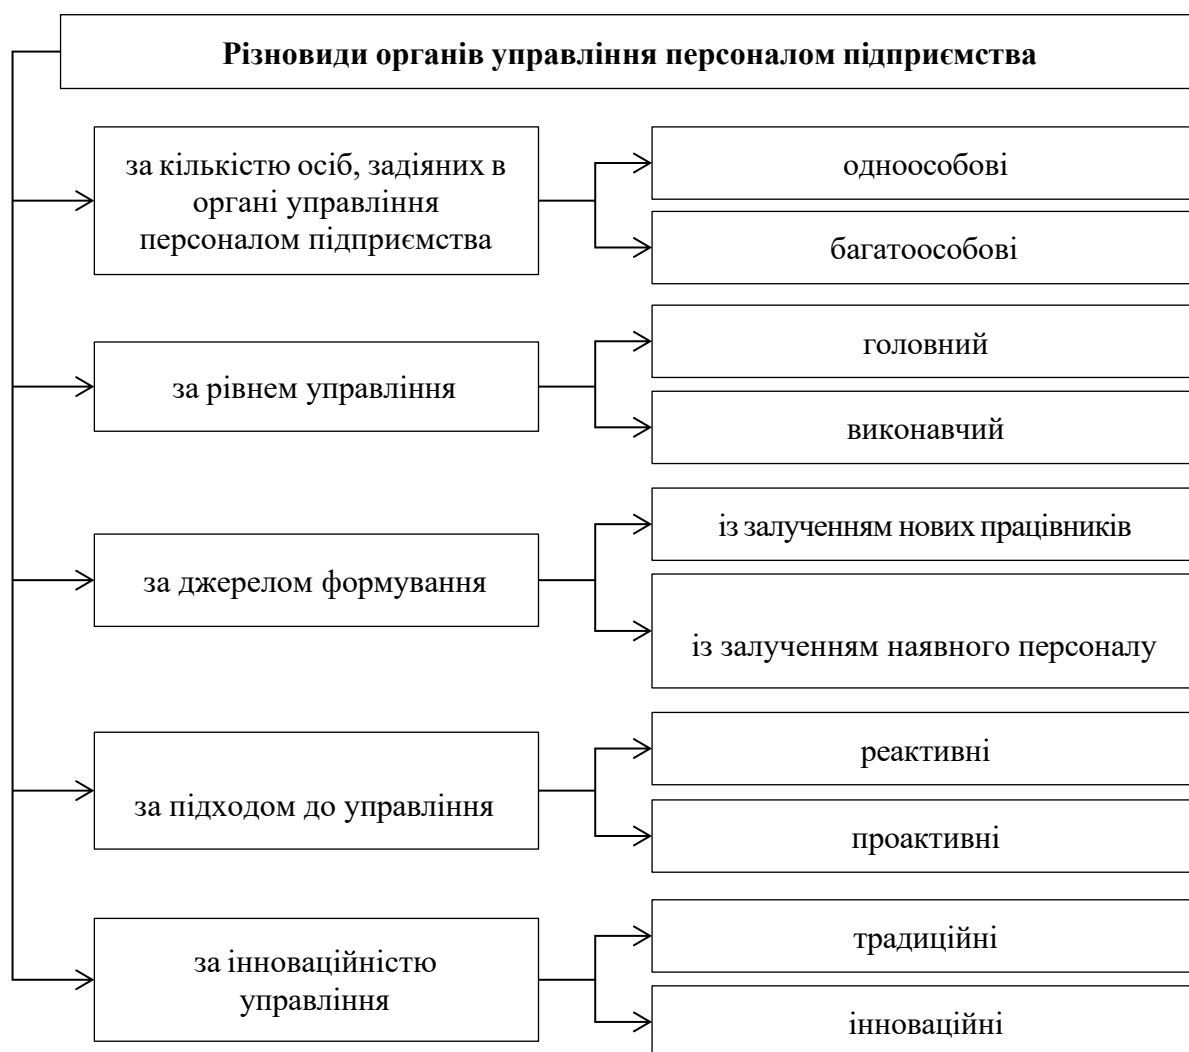 Різновиди органів управління персоналом підприємства
за кількістю осіб, задіяних в
органі управління
персоналом підприємства
одноособові
багатоособові
за рівнем управління
головний
виконавчий
за джерелом формування
із залученням нових працівників
із залученням наявного персоналу
за підходом до управління
реактивні
проактивні
за інноваційністю
управління
традиційні
інноваційні